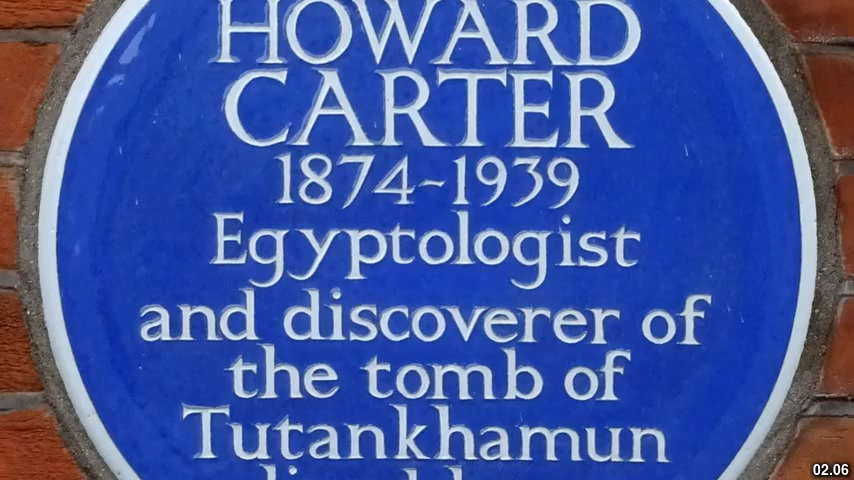 HOWARD
CARTER
1874-1939
Egyptologist
and discoverer of
the tomb of
Tutankhamun
02.06